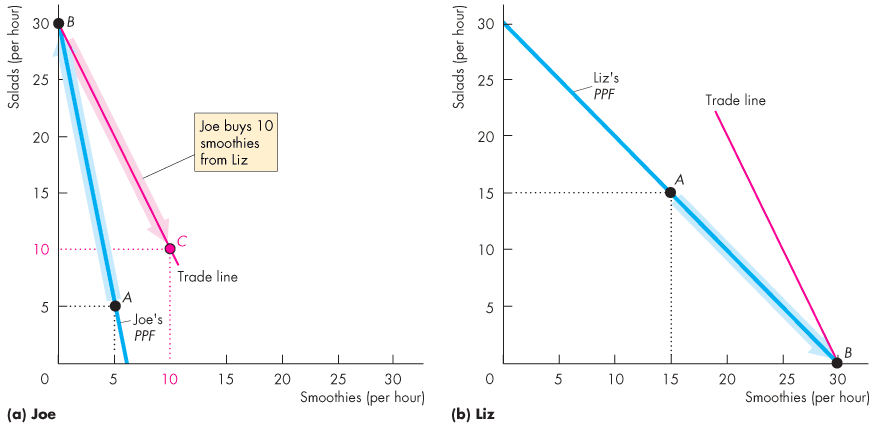 Salads (per hour)
30
25
20
15
10
5
0
5
10
15
20
25
30
Smoothies (per hour)
B
Joe buys 10
smoothies
from Liz
C
Trade line
A
Joe's
PPF
(a) Joe
Salads (per hour)
30
25
20
15
10
5
0
5
10
15
20
25
30
Smoothies (per hour)
Liz's
PPF
Trade line
A
B
(b) Liz